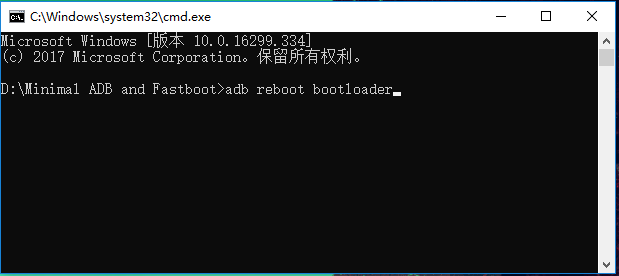 C:\Windows\system32\cmd.exe
Microsoft Windows [版本 10.0.16299.334]
(c) 2017 Microsoft Corporation。保留所有权利。
D:\Minimal ADB and Fastboot>adb reboot bootloader